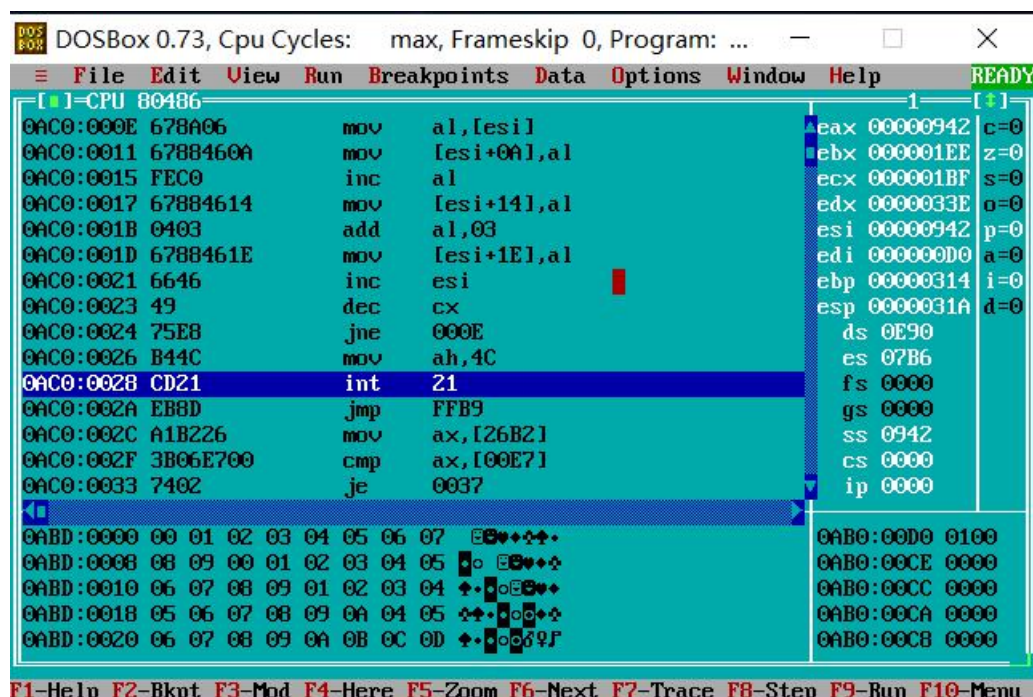 DOSBox 0.73, Cpu Cycles: max, Frameskip 0, Program: ...
≡ File Edit View Run Breakpoints Data Options Window Help READY
[■]=CPU 80486 1 [↕]
0AC0:000E 678A06 mov al,[esi] eax 00000942 c=0
0AC0:0011 6788460A mov [esi+0A],al ebx 000001EE z=0
0AC0:0015 FEC0 inc al ecx 000001BF s=0
0AC0:0017 67884614 mov [esi+14],al edx 0000033E o=0
0AC0:001B 0403 add al,03 esi 00000942 p=0
0AC0:001D 6788461E mov [esi+1E],al edi 000000D0 a=0
0AC0:0021 6646 inc esi ebp 00000314 i=0
0AC0:0023 49 dec cx esp 0000031A d=0
0AC0:0024 75E8 jne 000E ds 0E90
0AC0:0026 B44C mov ah,4C es 07B6
0AC0:0028 CD21 int 21 fs 0000
0AC0:002A EB8D jmp FFB9 gs 0000
0AC0:002C A1B226 mov ax,[26B2] ss 0942
0AC0:002F 3B06E700 cmp ax,[00E7] cs 0000
0AC0:0033 7402 je 0037 ip 0000
0ABD:0000 00 01 02 03 04 05 06 07 ☺☻♥♦♣♠• 0AB0:00D0 0100
0ABD:0008 08 09 00 01 02 03 04 05 ◘○ ☺☻♥♦♣ 0AB0:00CE 0000
0ABD:0010 06 07 08 09 01 02 03 04 ♠•◘○☺☻♥♦ 0AB0:00CC 0000
0ABD:0018 05 06 07 08 09 0A 04 05 ♣♠•◘○◙♦♣ 0AB0:00CA 0000
0ABD:0020 06 07 08 09 0A 0B 0C 0D ♠•◘○◙♂♀♪ 0AB0:00C8 0000
F1-Help F2-Bkpt F3-Mod F4-Here F5-Zoom F6-Next F7-Trace F8-Step F9-Run F10-Menu